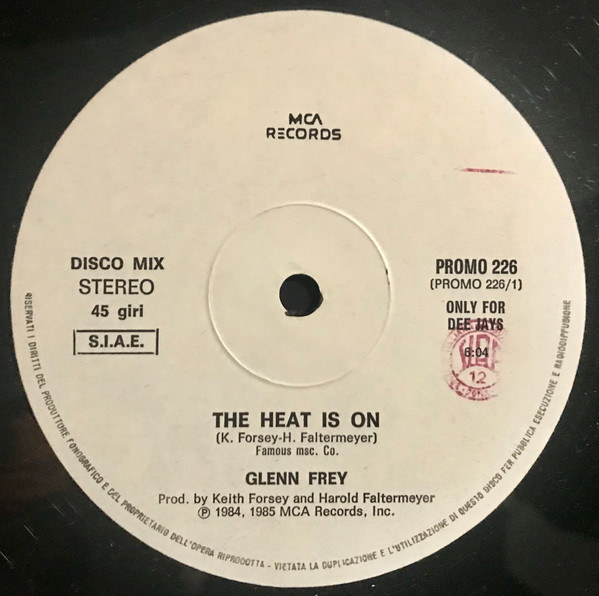 MCA
RECORDS
DISCO MIX
STEREO
45 giri
S.I.A.E.
PROMO 226
(PROMO 226/1)
ONLY FOR
DEE JAYS
6:04
12
THE HEAT IS ON
(K. Forsey-H. Faltermeyer)
Famous msc. Co.
GLENN FREY
Prod. by Keith Forsey and Harold Faltermeyer
℗ 1984, 1985 MCA Records, Inc.
RISERVATI I DIRITTI DEL PRODUTTORE FONOGRAFICO E DEL PROPRIETARIO DELL'OPERA RIPRODOTTA - VIETATA LA DUPLICAZIONE E L'UTILIZZAZIONE DI QUESTO DISCO PER PUBBLICA ESECUZIONE E RADIODIFFUSIONE